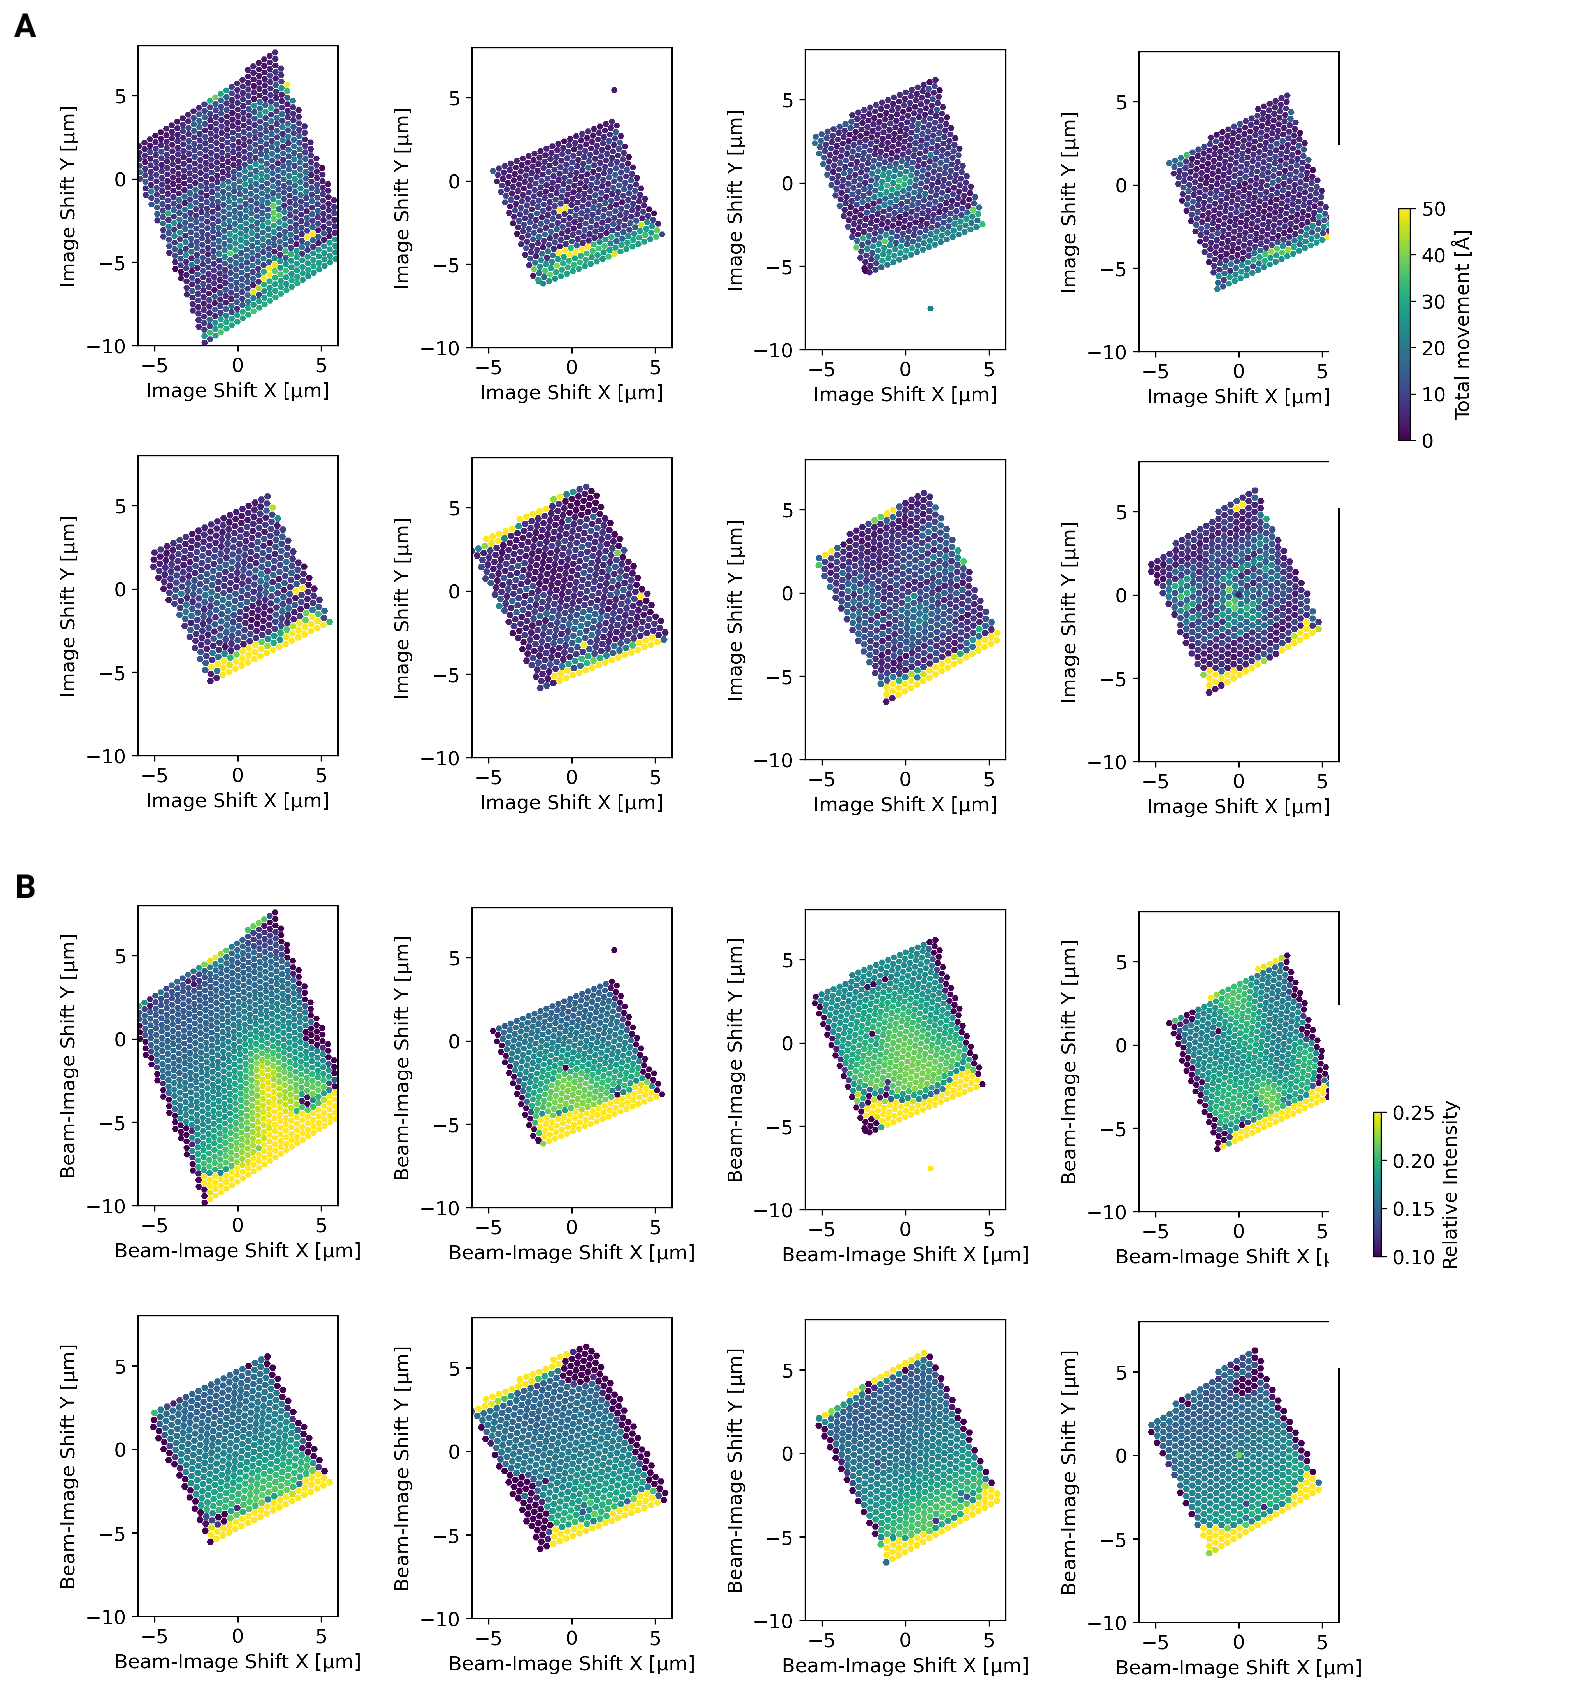 A
Image Shift Y [µm]
5
0
−5
−10
−5 0 5
Image Shift X [µm]
Image Shift Y [µm]
5
0
−5
−10
−5 0 5
Image Shift X [µm]
Image Shift Y [µm]
5
0
−5
−10
−5 0 5
Image Shift X [µm]
Image Shift Y [µm]
5
0
−5
−10
−5 0 5
Image Shift X [µm]
50
40
30
20
10
0
Total movement [Å]
Image Shift Y [µm]
5
0
−5
−10
−5 0 5
Image Shift X [µm]
Image Shift Y [µm]
5
0
−5
−10
−5 0 5
Image Shift X [µm]
Image Shift Y [µm]
5
0
−5
−10
−5 0 5
Image Shift X [µm]
Image Shift Y [µm]
5
0
−5
−10
−5 0 5
Image Shift X [µm]
B
Beam-Image Shift Y [µm]
5
0
−5
−10
−5 0 5
Beam-Image Shift X [µm]
Beam-Image Shift Y [µm]
5
0
−5
−10
−5 0 5
Beam-Image Shift X [µm]
Beam-Image Shift Y [µm]
5
0
−5
−10
−5 0 5
Beam-Image Shift X [µm]
Beam-Image Shift Y [µm]
5
0
−5
−10
−5 0 5
Beam-Image Shift X [µ
0.25
0.20
0.15
0.10
Relative Intensity
Beam-Image Shift Y [µm]
5
0
−5
−10
−5 0 5
Beam-Image Shift X [µm]
Beam-Image Shift Y [µm]
5
0
−5
−10
−5 0 5
Beam-Image Shift X [µm]
Beam-Image Shift Y [µm]
5
0
−5
−10
−5 0 5
Beam-Image Shift X [µm]
Beam-Image Shift Y [µm]
5
0
−5
−10
−5 0 5
Beam-Image Shift X [µm]